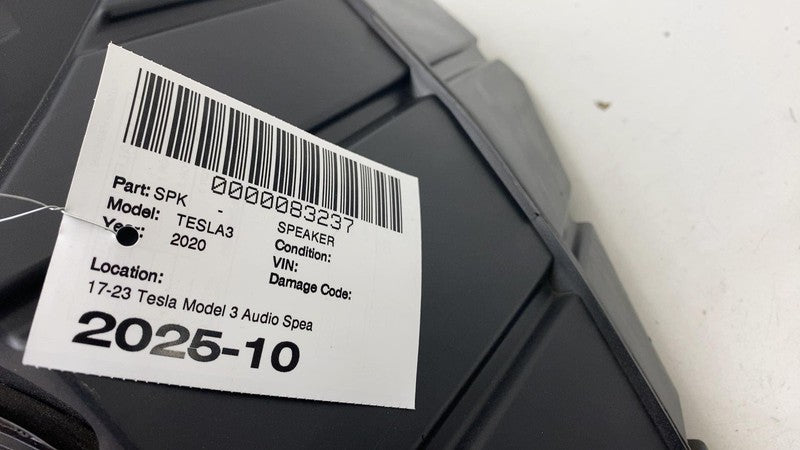 0000083237
Part: SPK - SPEAKER
Model: TESLA3 Condition:
Year: 2020 VIN:
Damage Code:
Location:
17-23 Tesla Model 3 Audio Spea
2025-10